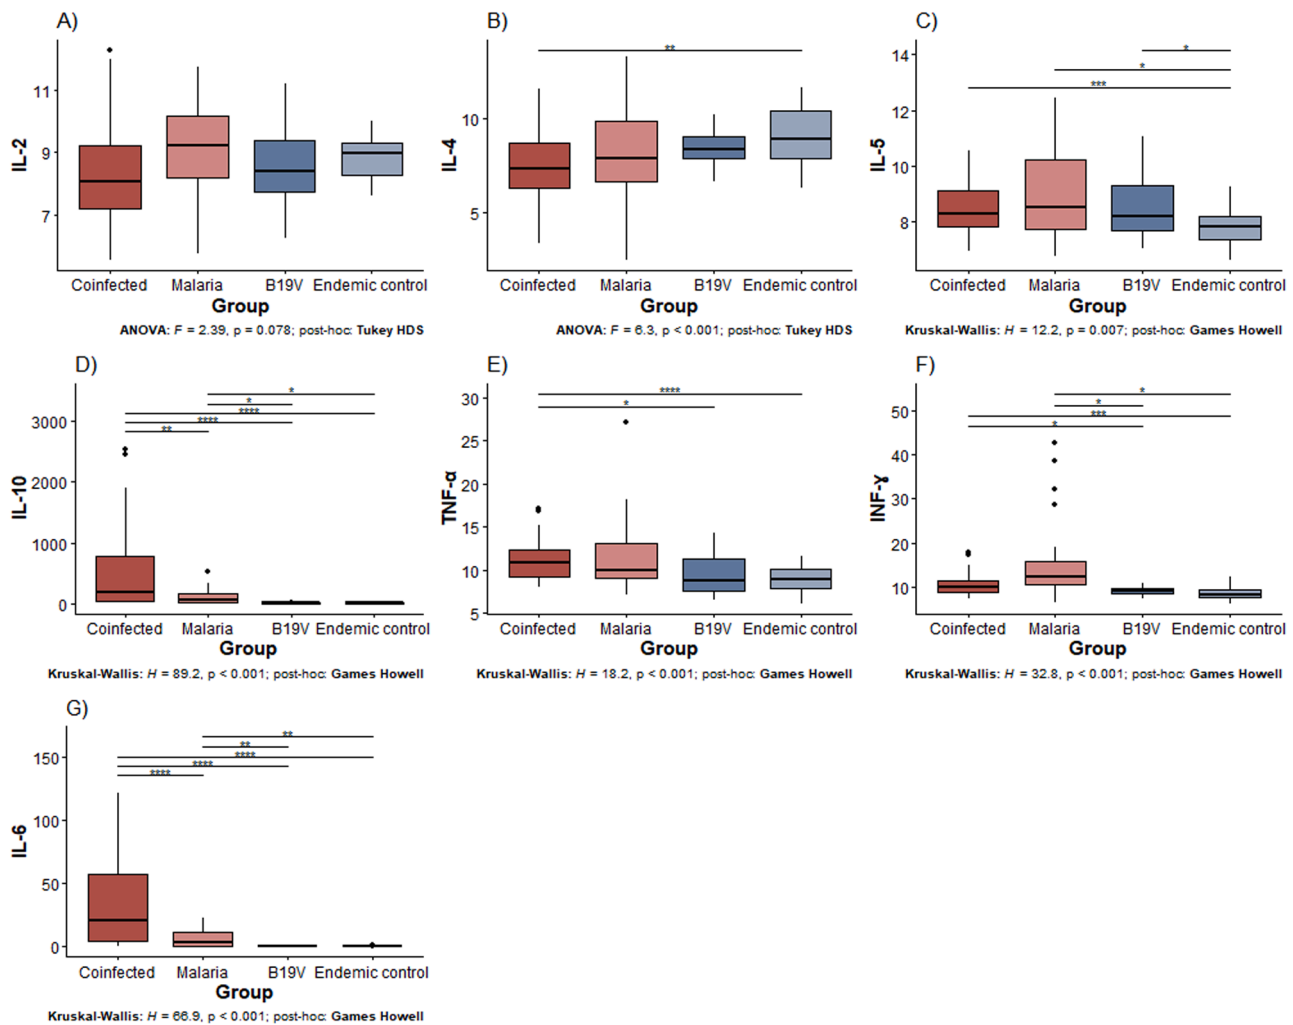 A)
IL-2
11
9
7
Coinfected Malaria B19V Endemic control
Group
ANOVA: F = 2.39, p = 0.078; post-hoc: Tukey HDS
B)
IL-4
**
10
5
Coinfected Malaria B19V Endemic control
Group
ANOVA: F = 6.3, p < 0.001; post-hoc: Tukey HDS
C)
IL-5
*
*
***
14
12
10
8
Coinfected Malaria B19V Endemic control
Group
Kruskal-Wallis: H = 12.2, p = 0.007; post-hoc: Games Howell
D)
IL-10
*
*
****
****
**
3000
2000
1000
0
Coinfected Malaria B19V Endemic control
Group
Kruskal-Wallis: H = 89.2, p < 0.001; post-hoc: Games Howell
E)
TNF-α
****
*
30
25
20
15
10
5
Coinfected Malaria B19V Endemic control
Group
Kruskal-Wallis: H = 18.2, p < 0.001; post-hoc: Games Howell
F)
INF-ɣ
*
*
***
*
50
40
30
20
10
Coinfected Malaria B19V Endemic control
Group
Kruskal-Wallis: H = 32.8, p < 0.001; post-hoc: Games Howell
G)
IL-6
**
**
****
****
****
150
100
50
0
Coinfected Malaria B19V Endemic control
Group
Kruskal-Wallis: H = 66.9, p < 0.001; post-hoc: Games Howell